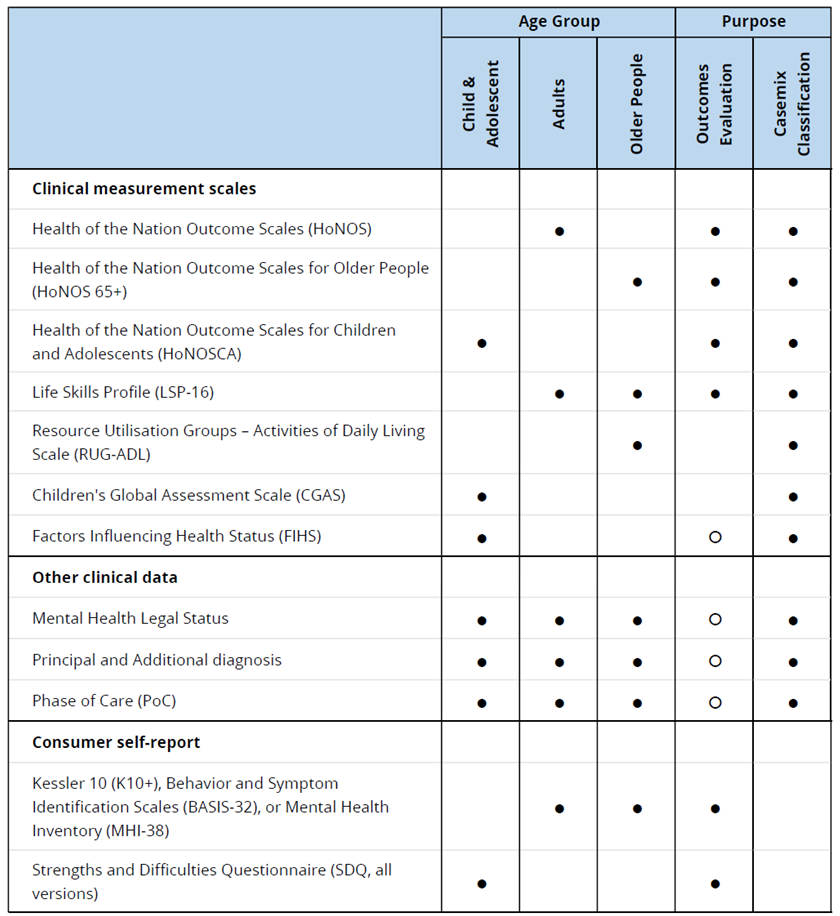 Age Group
Purpose
Child &
Adolescent
Adults
Older People
Outcomes
Evaluation
Casemix
Classification
Clinical measurement scales
Health of the Nation Outcome Scales (HoNOS)
● ● ●
Health of the Nation Outcome Scales for Older People
(HoNOS 65+)
● ● ●
Health of the Nation Outcome Scales for Children
and Adolescents (HoNOSCA)
● ● ●
Life Skills Profile (LSP-16)
● ● ● ●
Resource Utilisation Groups – Activities of Daily Living
Scale (RUG-ADL)
● ●
Children's Global Assessment Scale (CGAS)
● ●
Factors Influencing Health Status (FIHS)
● ○ ●
Other clinical data
Mental Health Legal Status
● ● ● ○ ●
Principal and Additional diagnosis
● ● ● ○ ●
Phase of Care (PoC)
● ● ● ○ ●
Consumer self-report
Kessler 10 (K10+), Behavior and Symptom
Identification Scales (BASIS-32), or Mental Health
Inventory (MHI-38)
● ● ●
Strengths and Difficulties Questionnaire (SDQ, all
versions)
● ●